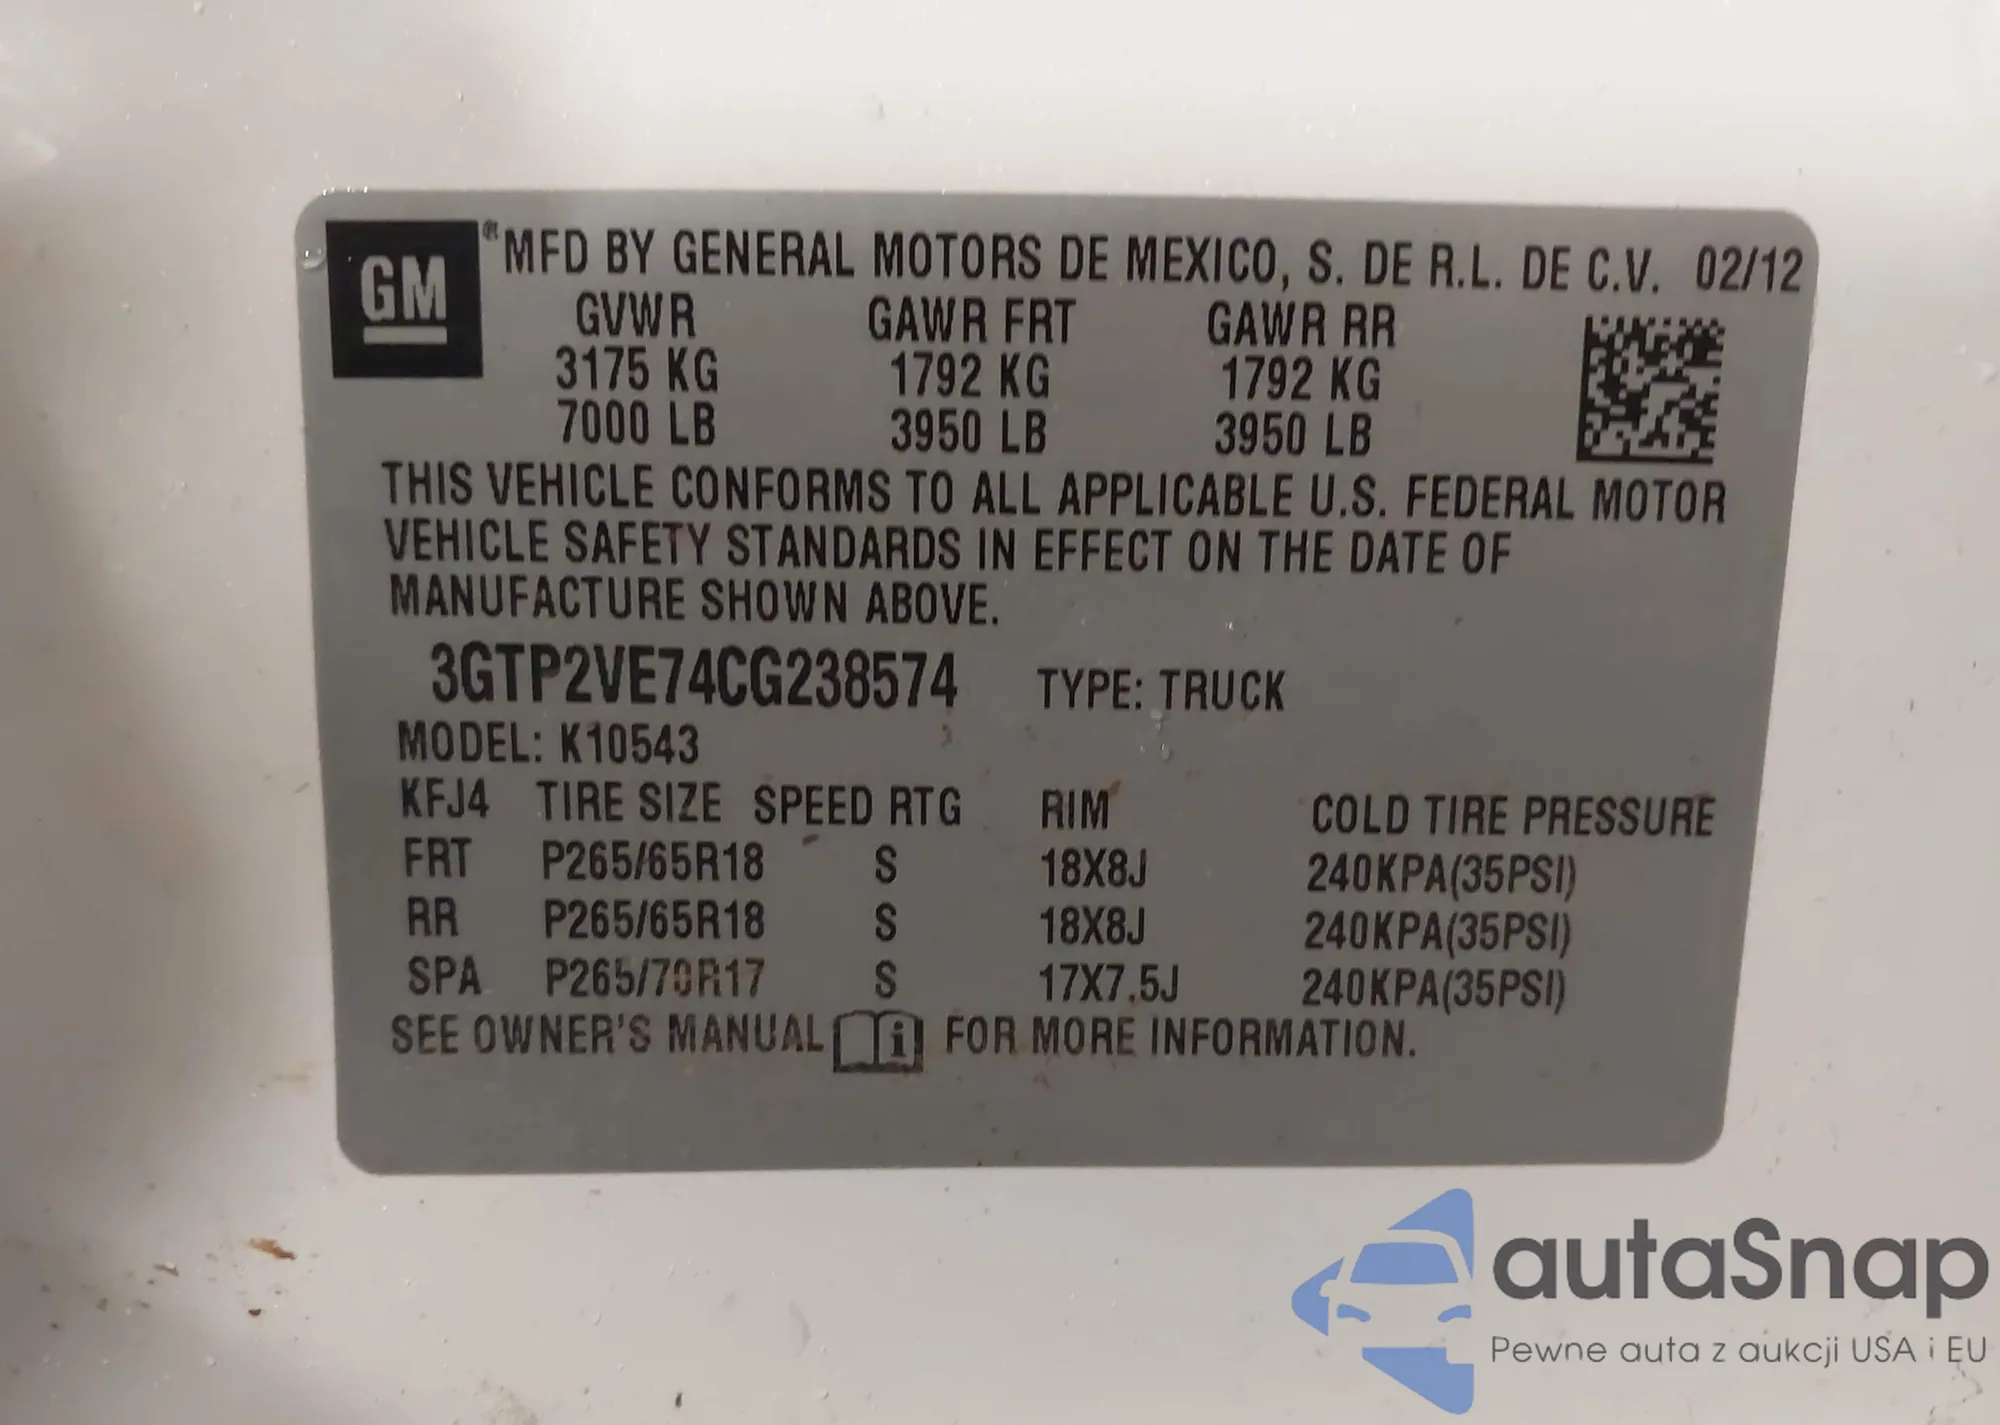 GM ® MFD BY GENERAL MOTORS DE MEXICO, S. DE R.L. DE C.V. 02/12
GVWR GAWR FRT GAWR RR
3175 KG 1792 KG 1792 KG
7000 LB 3950 LB 3950 LB
THIS VEHICLE CONFORMS TO ALL APPLICABLE U.S. FEDERAL MOTOR
VEHICLE SAFETY STANDARDS IN EFFECT ON THE DATE OF
MANUFACTURE SHOWN ABOVE.
3GTP2VE74CG238574 TYPE: TRUCK
MODEL: K10543
KFJ4 TIRE SIZE SPEED RTG RIM COLD TIRE PRESSURE
FRT P265/65R18 S 18X8J 240KPA(35PSI)
RR P265/65R18 S 18X8J 240KPA(35PSI)
SPA P265/70R17 S 17X7.5J 240KPA(35PSI)
SEE OWNER'S MANUAL i FOR MORE INFORMATION.
autaSnap
Pewne auta z aukcji USA i EU